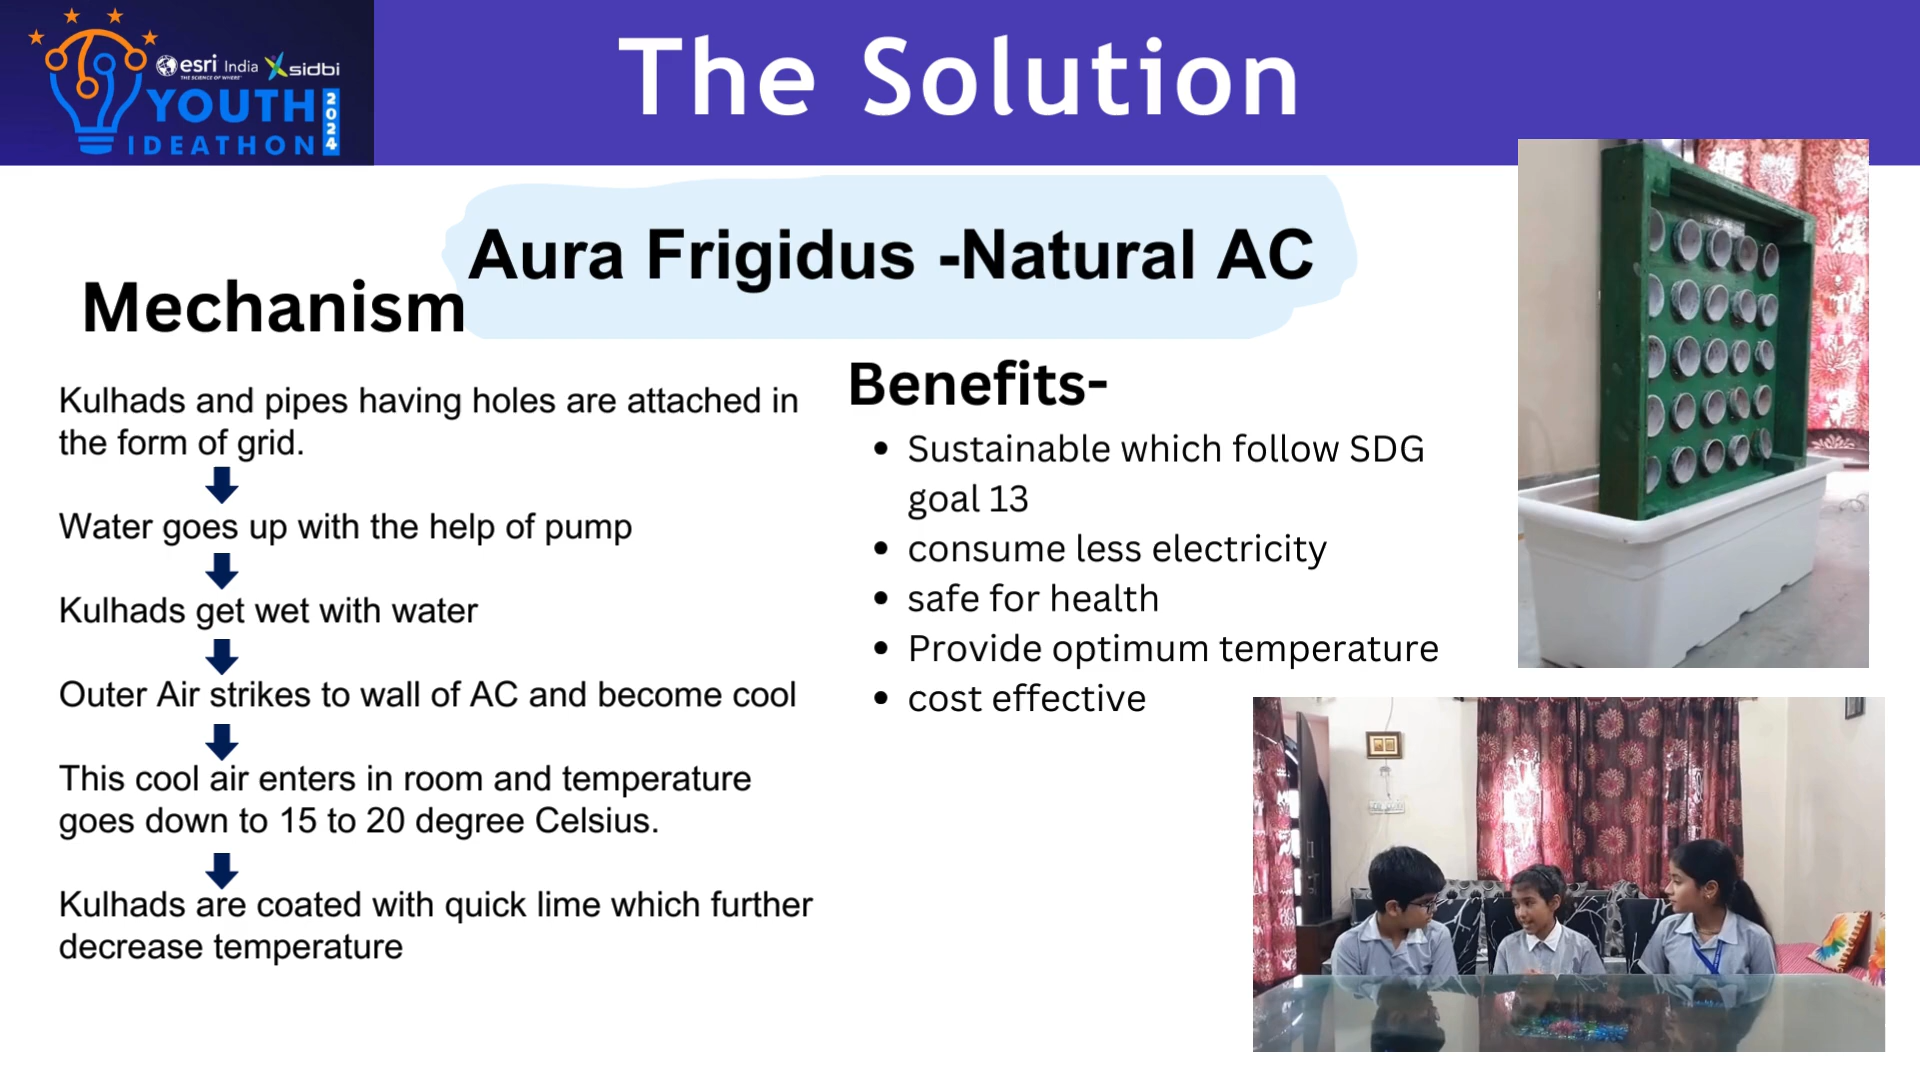 esri India sidbi
THE SCIENCE OF WHERE
YOUTH 2024
IDEATHON
The Solution
Aura Frigidus -Natural AC
Mechanism
Kulhads and pipes having holes are attached in
the form of grid.
Water goes up with the help of pump
Kulhads get wet with water
Outer Air strikes to wall of AC and become cool
This cool air enters in room and temperature
goes down to 15 to 20 degree Celsius.
Kulhads are coated with quick lime which further
decrease temperature
Benefits-
• Sustainable which follow SDG
goal 13
• consume less electricity
• safe for health
• Provide optimum temperature
• cost effective